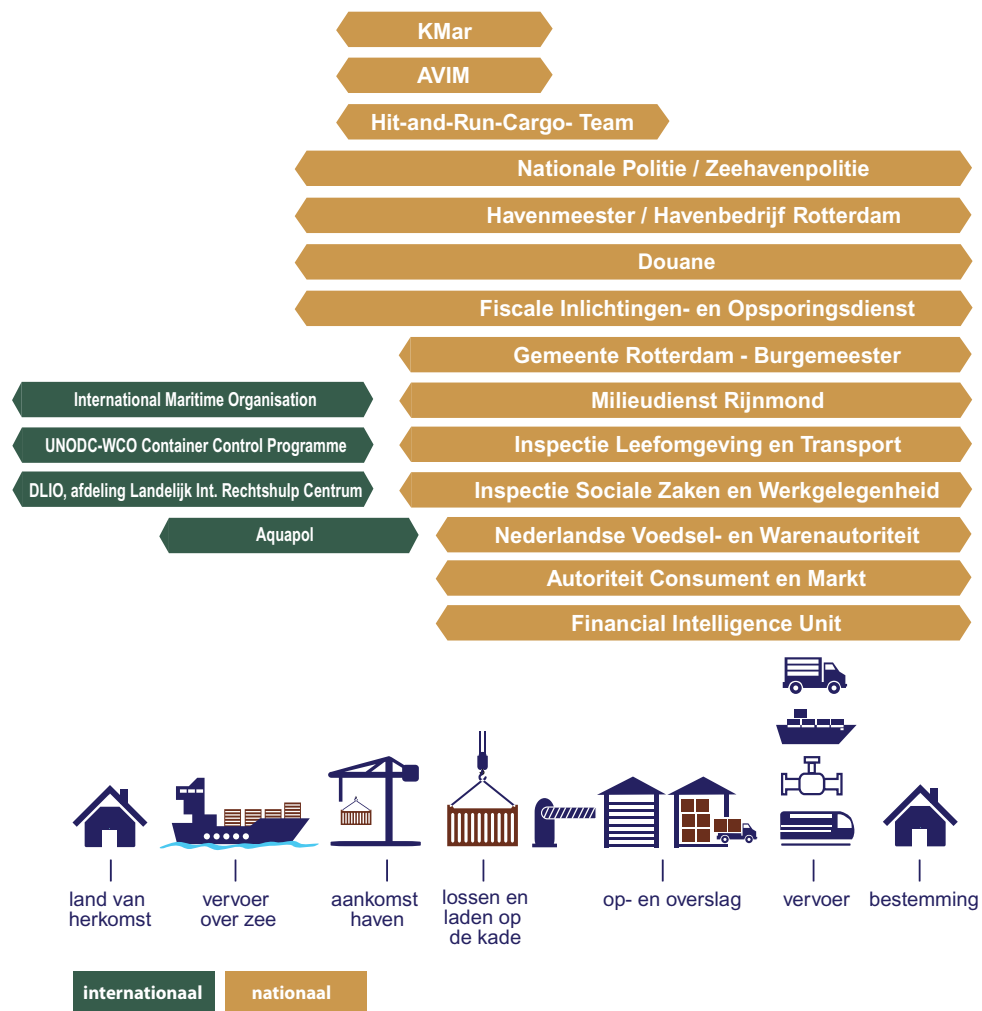 KMar
AVIM
Hit-and-Run-Cargo- Team
Nationale Politie / Zeehavenpolitie
Havenmeester / Havenbedrijf Rotterdam
Douane
Fiscale Inlichtingen- en Opsporingsdienst
Gemeente Rotterdam - Burgemeester
International Maritime Organisation
Milieudienst Rijnmond
UNODC-WCO Container Control Programme
Inspectie Leefomgeving en Transport
DLIO, afdeling Landelijk Int. Rechtshulp Centrum
Inspectie Sociale Zaken en Werkgelegenheid
Aquapol
Nederlandse Voedsel- en Warenautoriteit
Autoriteit Consument en Markt
Financial Intelligence Unit
land van
herkomst
vervoer
over zee
aankomst
haven
lossen en
laden op
de kade
op- en overslag
vervoer
bestemming
internationaal
nationaal